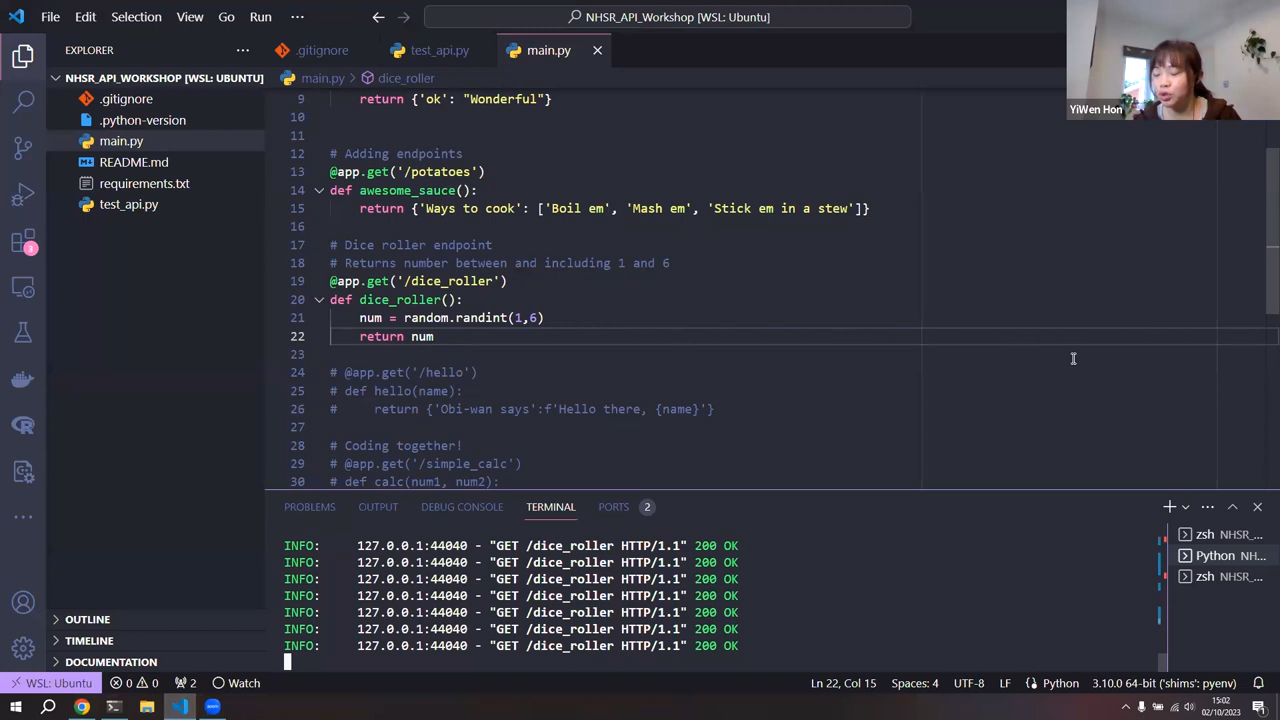 File Edit Selection View Go Run ··· NHSR_API_Workshop [WSL: Ubuntu]
EXPLORER
NHSR_API_WORKSHOP [WSL: UBUNTU]
.gitignore
.python-version
main.py
README.md
requirements.txt
test_api.py
OUTLINE
TIMELINE
DOCUMENTATION
3
.gitignore test_api.py main.py
main.py dice_roller
9 return {'ok': "Wonderful"}
10
11
12 # Adding endpoints
13 @app.get('/potatoes')
14 def awesome_sauce():
15 return {'Ways to cook': ['Boil em', 'Mash em', 'Stick em in a stew']}
16
17 # Dice roller endpoint
18 # Returns number between and including 1 and 6
19 @app.get('/dice_roller')
20 def dice_roller():
21 num = random.randint(1,6)
22 return num
23
24 # @app.get('/hello')
25 # def hello(name):
26 # return {'Obi-wan says':f'Hello there, {name}'}
27
28 # Coding together!
29 # @app.get('/simple_calc')
30 # def calc(num1, num2):
YiWen Hon
PROBLEMS OUTPUT DEBUG CONSOLE TERMINAL PORTS 2
INFO: 127.0.0.1:44040 - "GET /dice_roller HTTP/1.1" 200 OK
INFO: 127.0.0.1:44040 - "GET /dice_roller HTTP/1.1" 200 OK
INFO: 127.0.0.1:44040 - "GET /dice_roller HTTP/1.1" 200 OK
INFO: 127.0.0.1:44040 - "GET /dice_roller HTTP/1.1" 200 OK
INFO: 127.0.0.1:44040 - "GET /dice_roller HTTP/1.1" 200 OK
INFO: 127.0.0.1:44040 - "GET /dice_roller HTTP/1.1" 200 OK
INFO: 127.0.0.1:44040 - "GET /dice_roller HTTP/1.1" 200 OK
zsh NHSR_...
Python NH...
zsh NHSR_...
WSL: Ubuntu 0 0 Watch 2 Ln 22, Col 15 Spaces: 4 UTF-8 LF Python 3.10.0 64-bit ('shims': pyenv)
15:02
02/10/2023